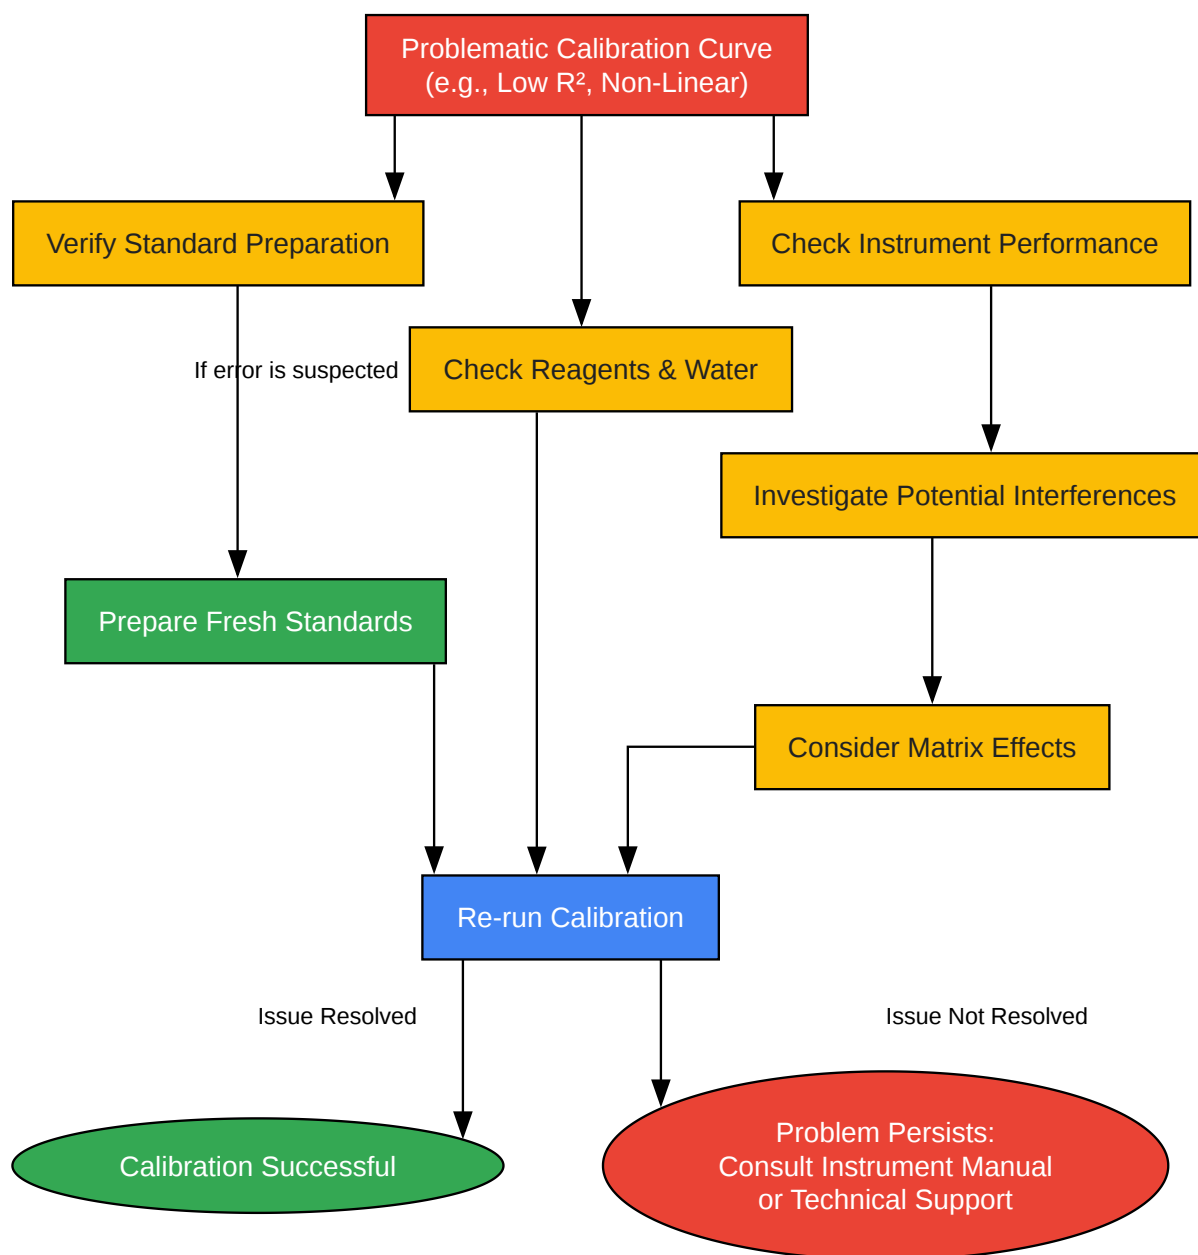 Problematic Calibration Curve
(e.g., Low R², Non-Linear)
Verify Standard Preparation
Check Instrument Performance
If error is suspected
Check Reagents & Water
Investigate Potential Interferences
Prepare Fresh Standards
Consider Matrix Effects
Re-run Calibration
Issue Resolved
Issue Not Resolved
Calibration Successful
Problem Persists:
Consult Instrument Manual
or Technical Support